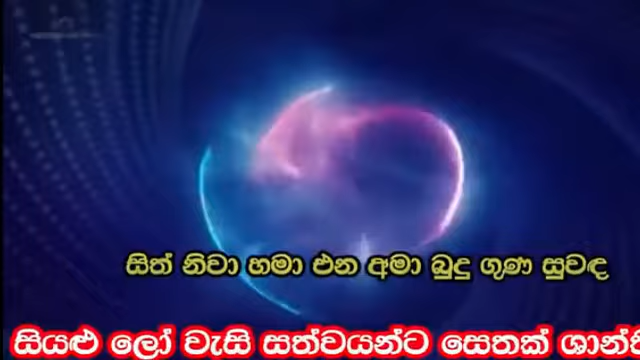 සිත් නිවා හමා එන අමා බුදු ගුණ සුවඳ
සියළු ලෝ වැසි සත්වයන්ට සෙතක් ශාන්